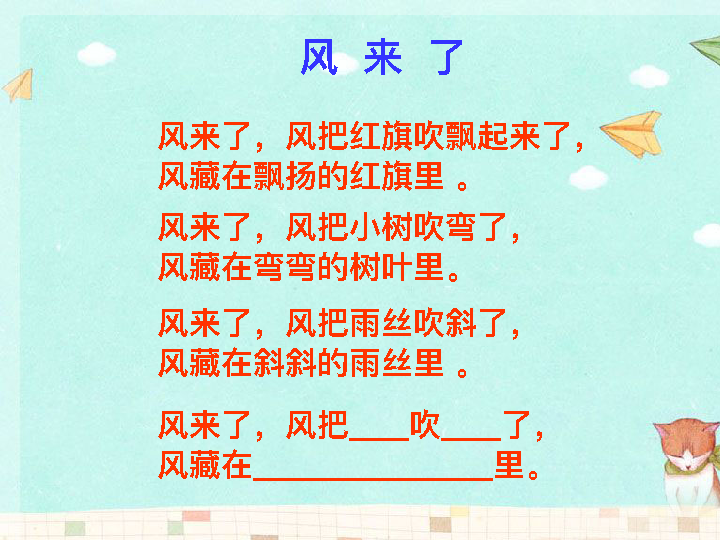 风 来 了
风来了，风把红旗吹飘起来了，
风藏在飘扬的红旗里 。
风来了，风把小树吹弯了，
风藏在弯弯的树叶里。
风来了，风把雨丝吹斜了，
风藏在斜斜的雨丝里 。
风来了，风把____吹____了，
风藏在________________里。